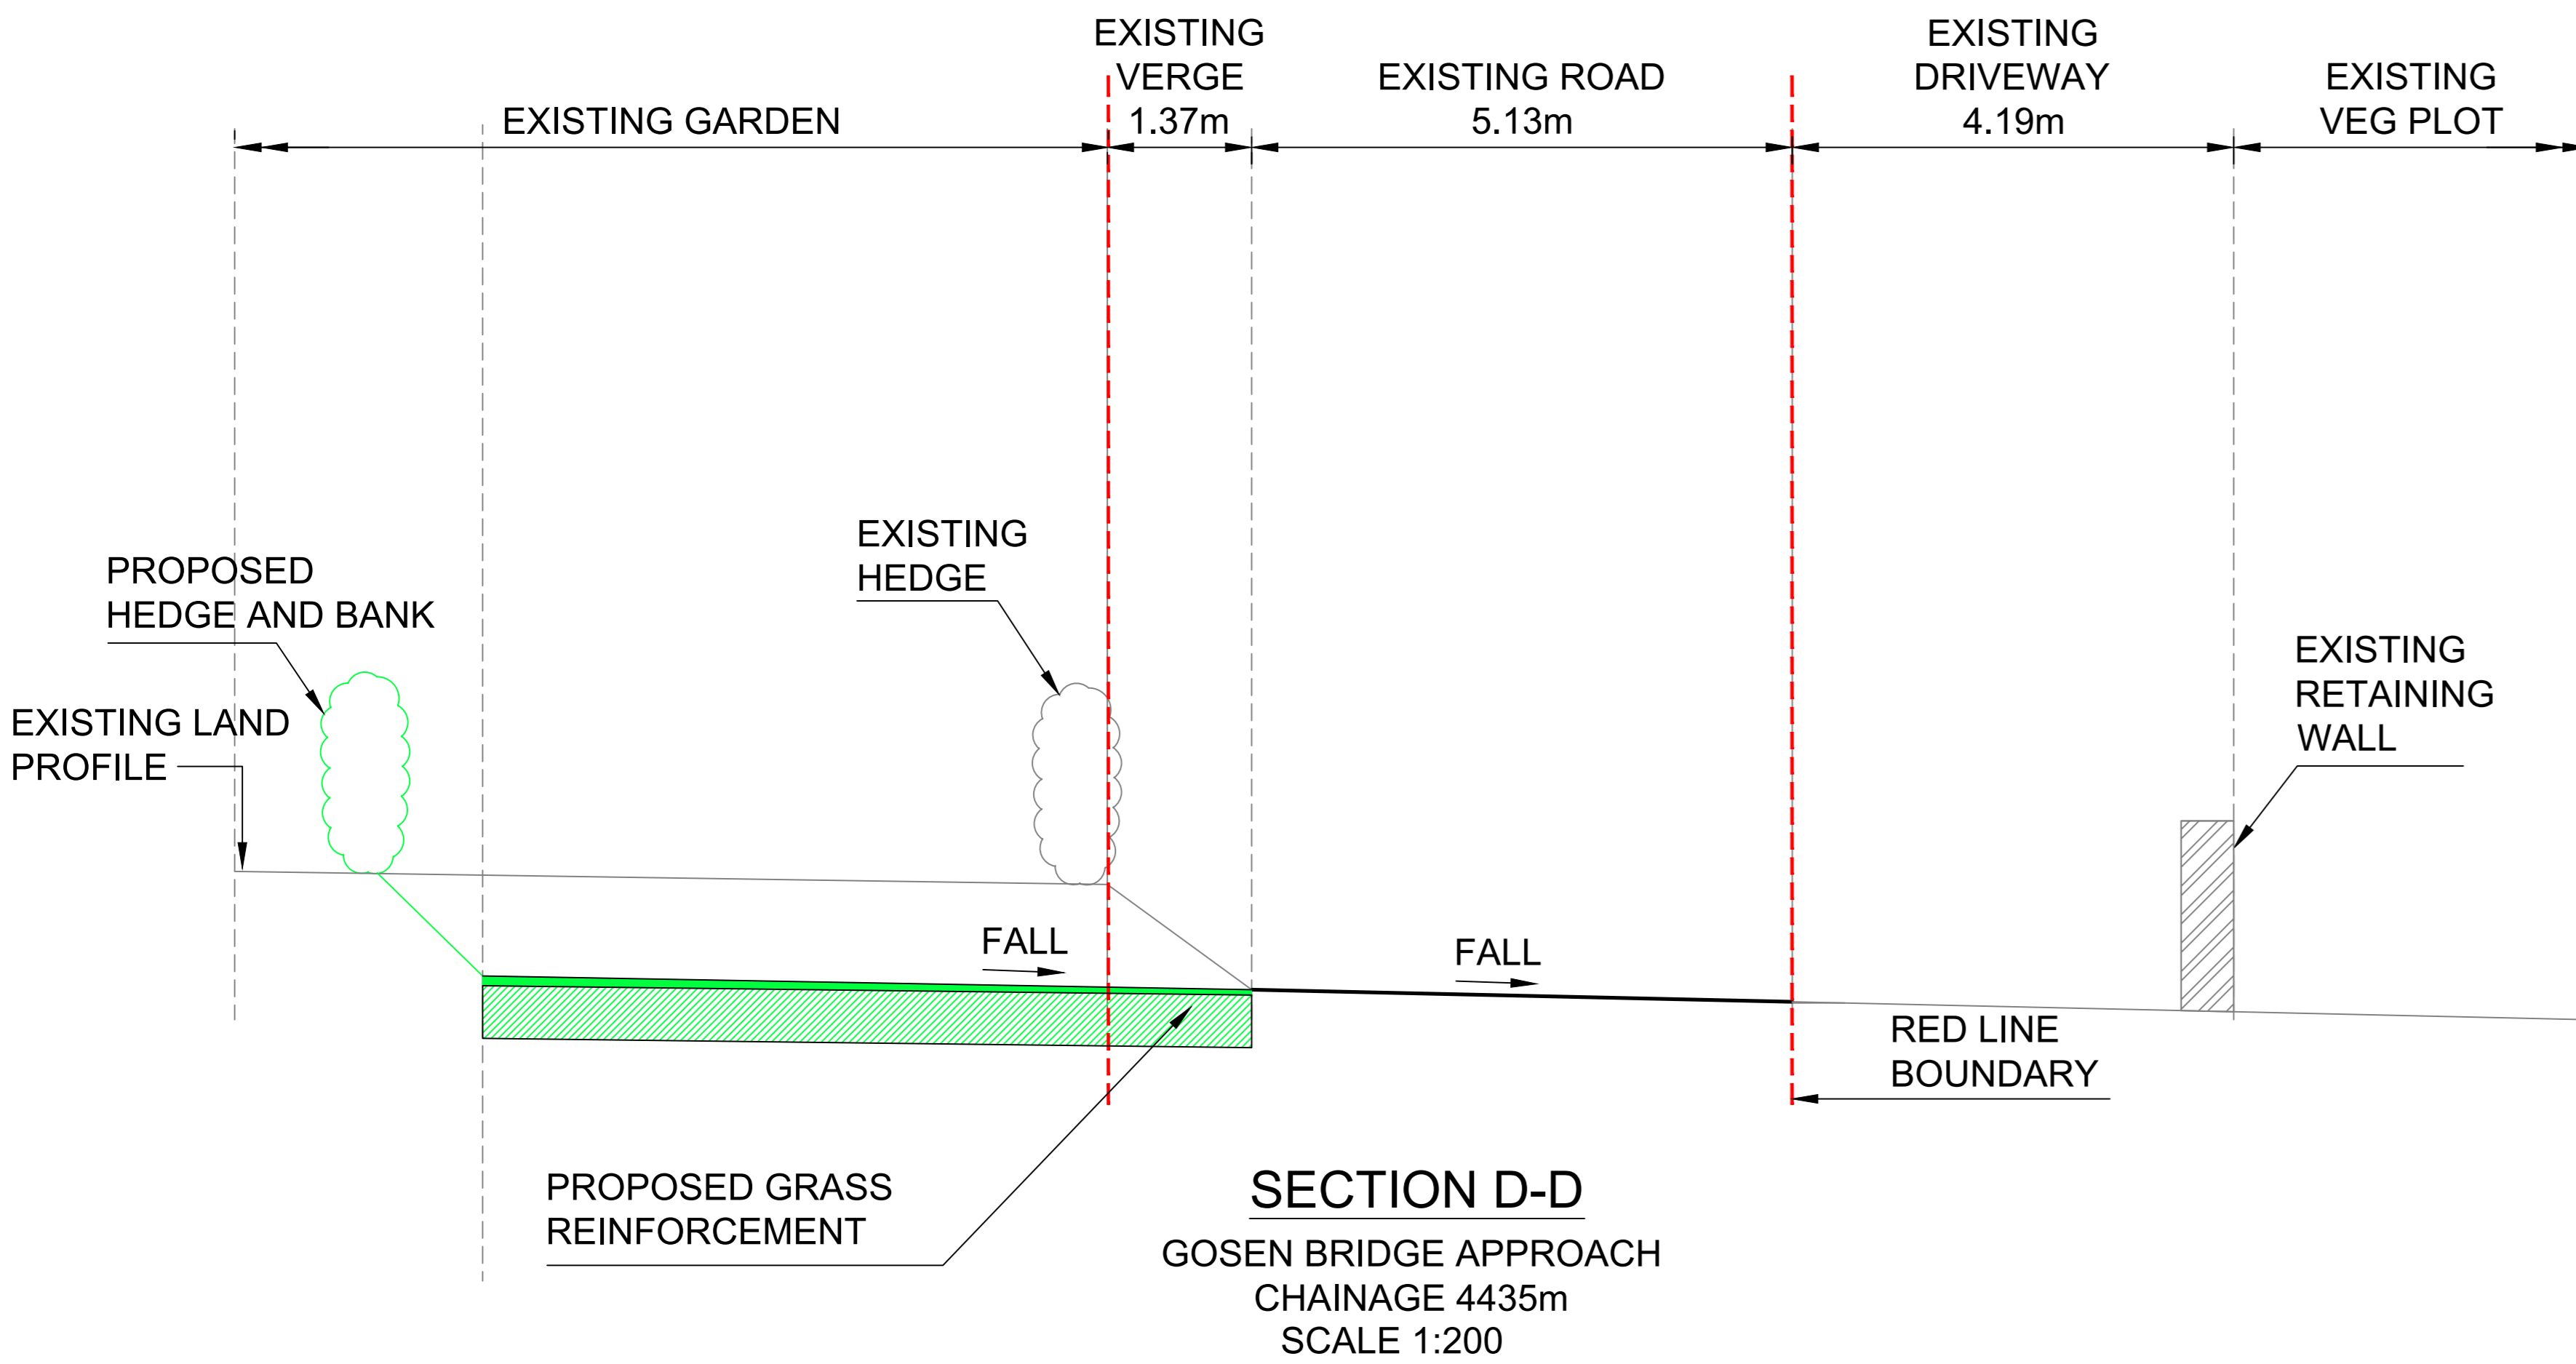 EXISTING
VERGE
1.37m
EXISTING ROAD
5.13m
EXISTING
DRIVEWAY
4.19m
EXISTING
VEG PLOT
EXISTING GARDEN
EXISTING
HEDGE
PROPOSED
HEDGE AND BANK
EXISTING LAND
PROFILE
EXISTING
RETAINING
WALL
FALL
FALL
RED LINE
BOUNDARY
PROPOSED GRASS
REINFORCEMENT
SECTION D-D
GOSEN BRIDGE APPROACH
CHAINAGE 4435m
SCALE 1:200